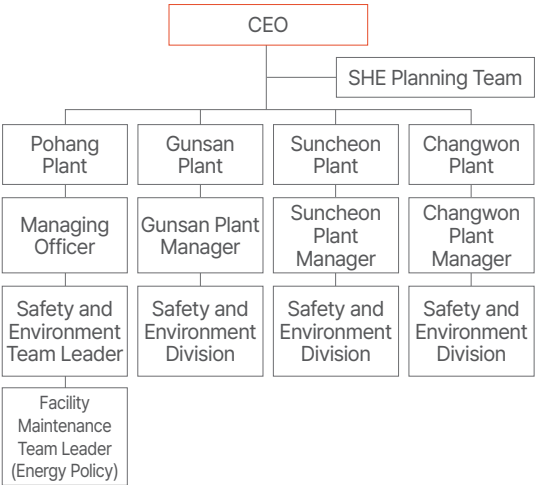 CEO
SHE Planning Team
Pohang
Plant
Gunsan
Plant
Suncheon
Plant
Changwon
Plant
Managing
Officer
Gunsan Plant
Manager
Suncheon
Plant
Manager
Changwon
Plant
Manager
Safety and
Environment
Team Leader
Safety and
Environment
Division
Safety and
Environment
Division
Safety and
Environment
Division
Facility
Maintenance
Team Leader
(Energy Policy)